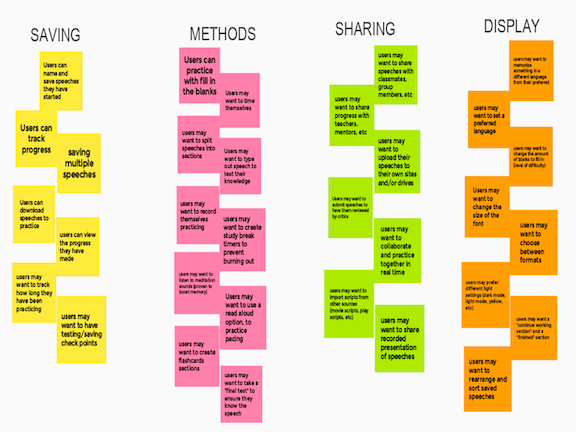 SAVING
Users can
name and
save speeches
they have
started
Users can
track
progress
saving
multiple
speeches
Users can
download
speeches to
practice
users can view
the progress
they have
made
users may
want to track
how long they
have been
practicing
users may
want to have
testing/saving
check points
METHODS
Users can
practice
with fill in
the blanks
users may
want to time
themselves
users may
want to split
speeches into
sections
users may
want to type
out speech to
test their
knowledge
users may
want to record
themselves
practicing
users may
want to create
study break
timers to
prevent
burning out
users may want to
listen to meditation
sounds (proven to
boost memory)
Users may
want to use a
read aloud
option, to
practice
pacing
users may
want to create
flashcards
sections
users may
want to take a
"final test" to
ensure they
know the
speech
SHARING
users may
want to share
speeches with
classmates,
group
members, etc
users may
want to share
progress with
teachers,
mentors, etc
users may
want to
upload their
speeches to
their own sites
and/or drives
users may want to
submit speeches to
have them reviewed
by critics
users may
want to
collaborate
and practice
together in
real time
users may want to
import scripts from
other sources
(movie scripts, play
scripts, etc)
users may
want to share
recorded
presentation
of speeches
DISPLAY
users may want to
memorize
something in a
different language
from their preferred
users may
want to set a
preferred
language
users may want to
change the amount
of blanks to fill in
(level of difficulty)
users may
want to
change the
size of the
font
users may
want to
choose
between
formats
users may prefer
different light
settings (dark mode,
light mode, yellow,
etc)
users may want a
"continue working
section" and a
"finished" section
users may
want to
rearrange and
sort saved
speeches